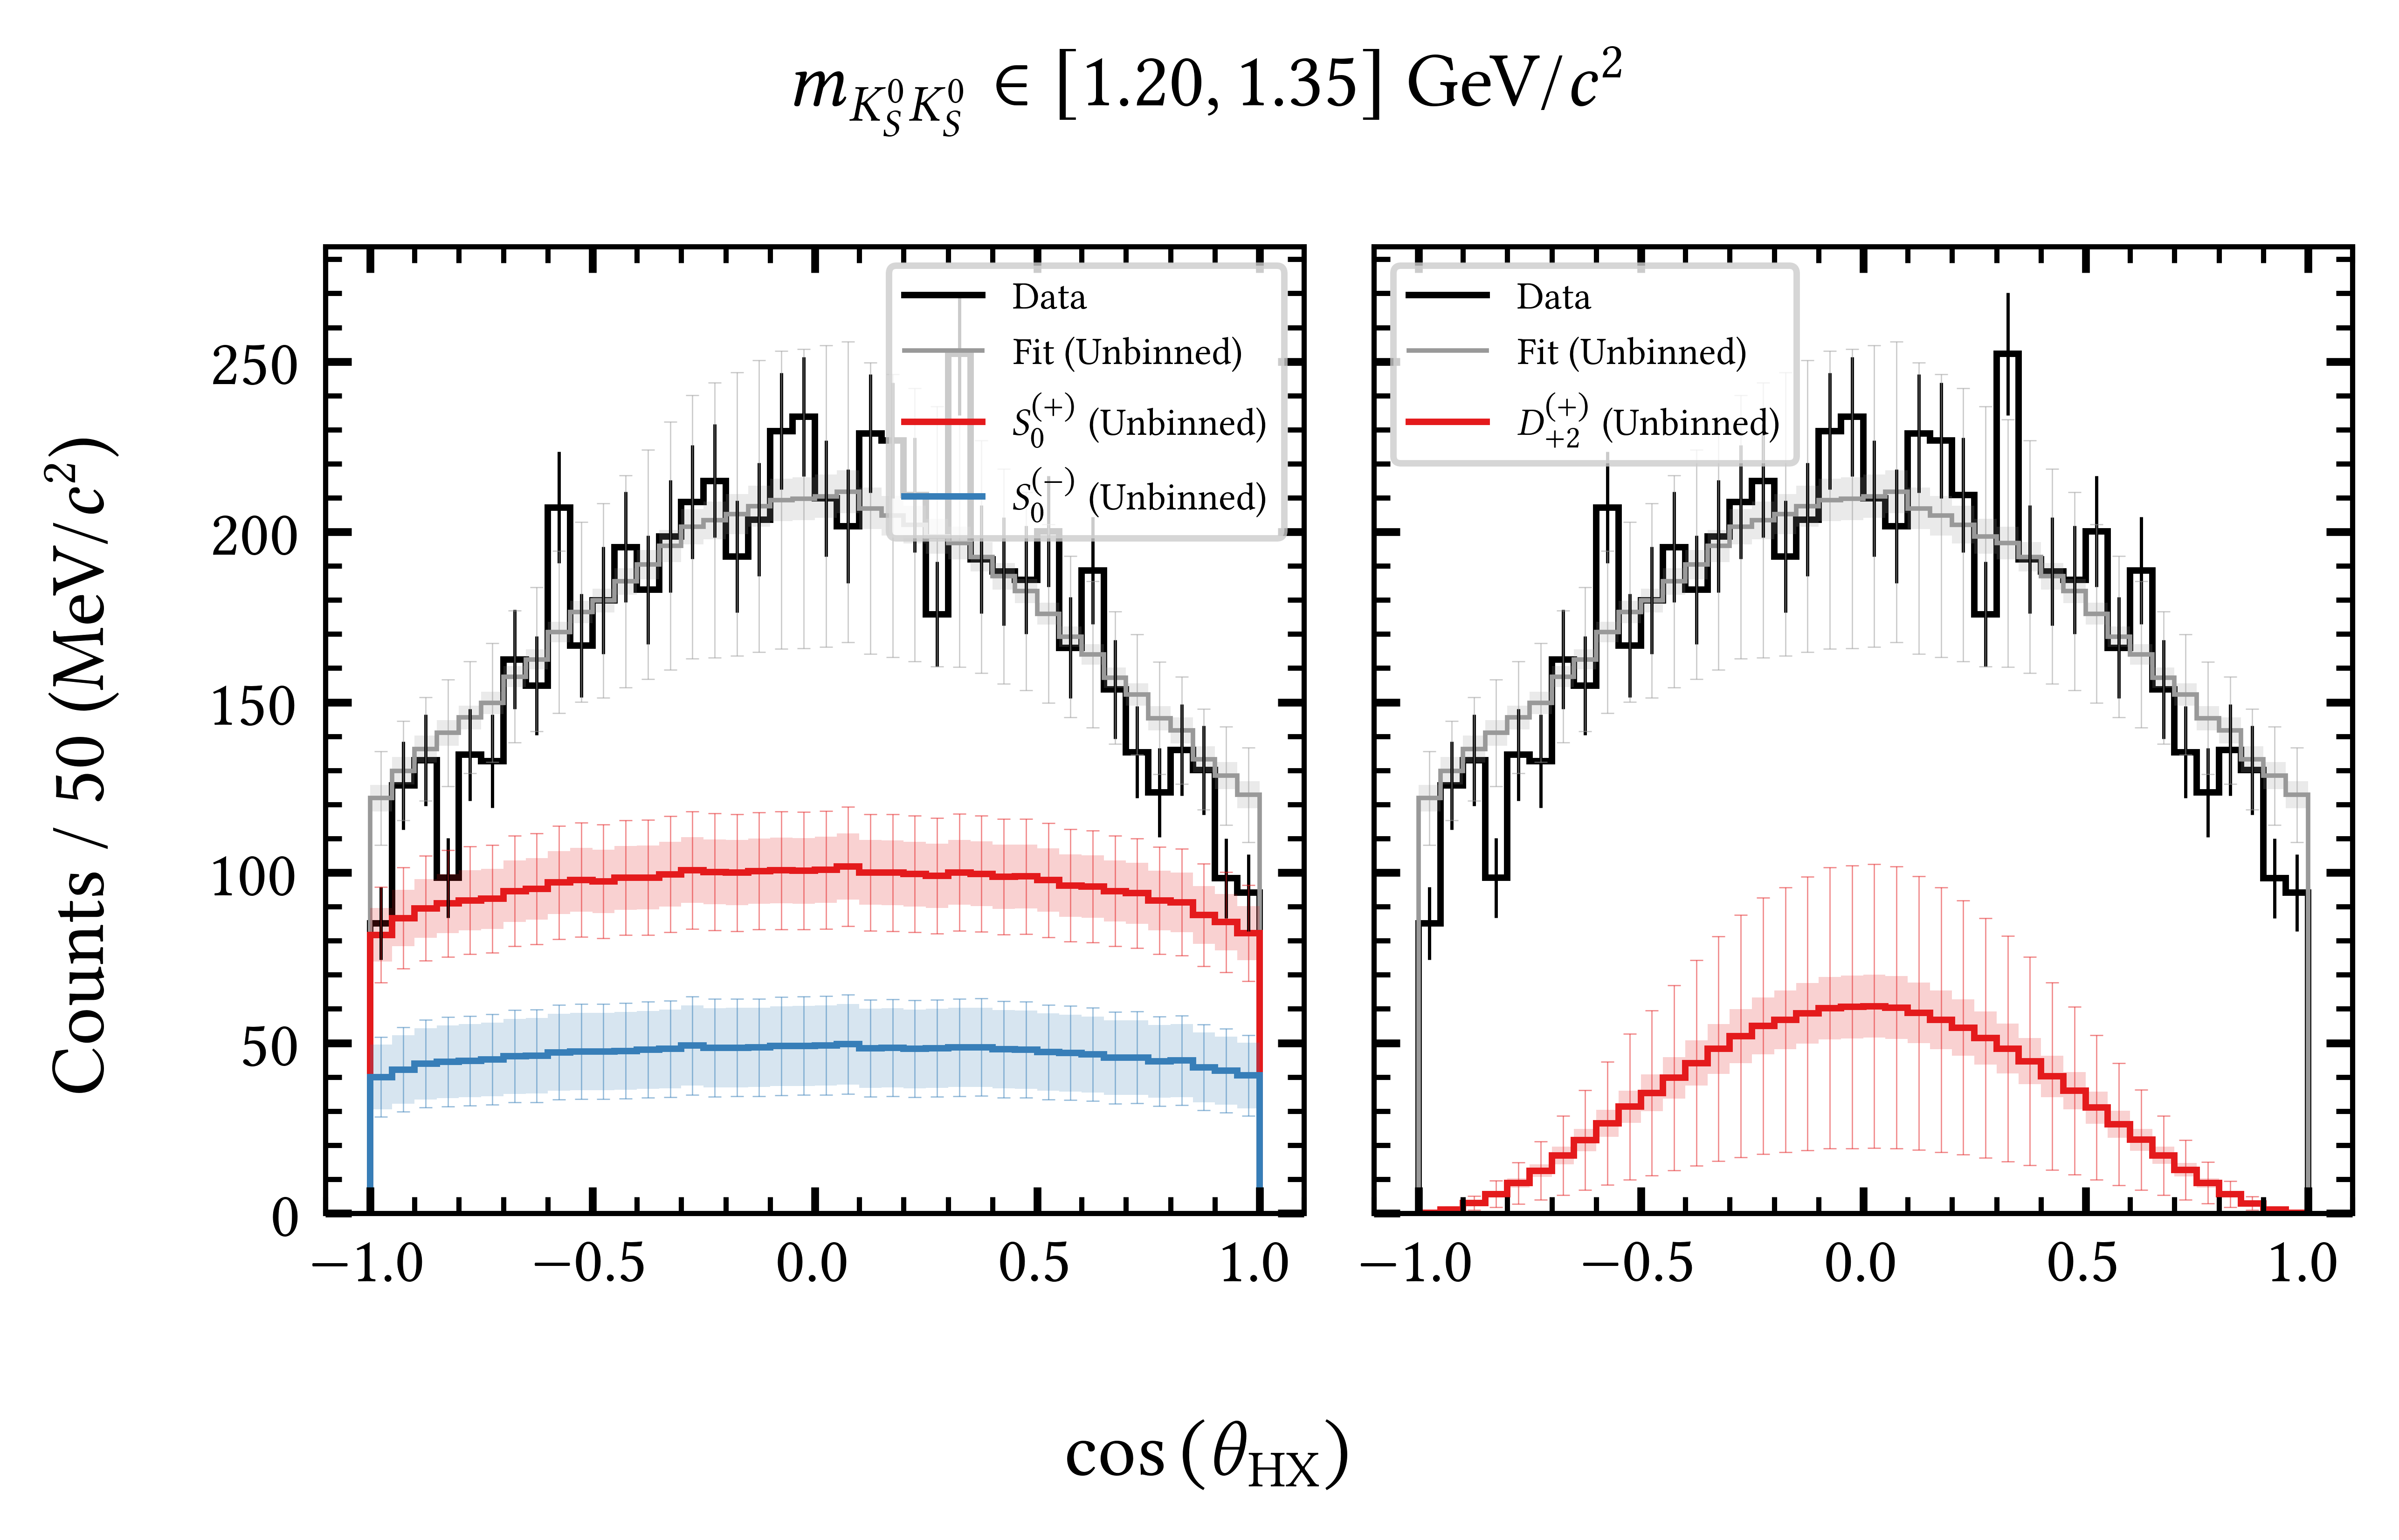 m_{K_S^0 K_S^0} ∈ [1.20, 1.35] GeV/c²
Counts / 50 (MeV/c²)
250
200
150
100
50
0
Data
Fit (Unbinned)
S_0^{(+)} (Unbinned)
S_0^{(−)} (Unbinned)
−1.0 −0.5 0.0 0.5 1.0
Data
Fit (Unbinned)
D_{+2}^{(+)} (Unbinned)
−1.0 −0.5 0.0 0.5 1.0
cos (θ_{HX})